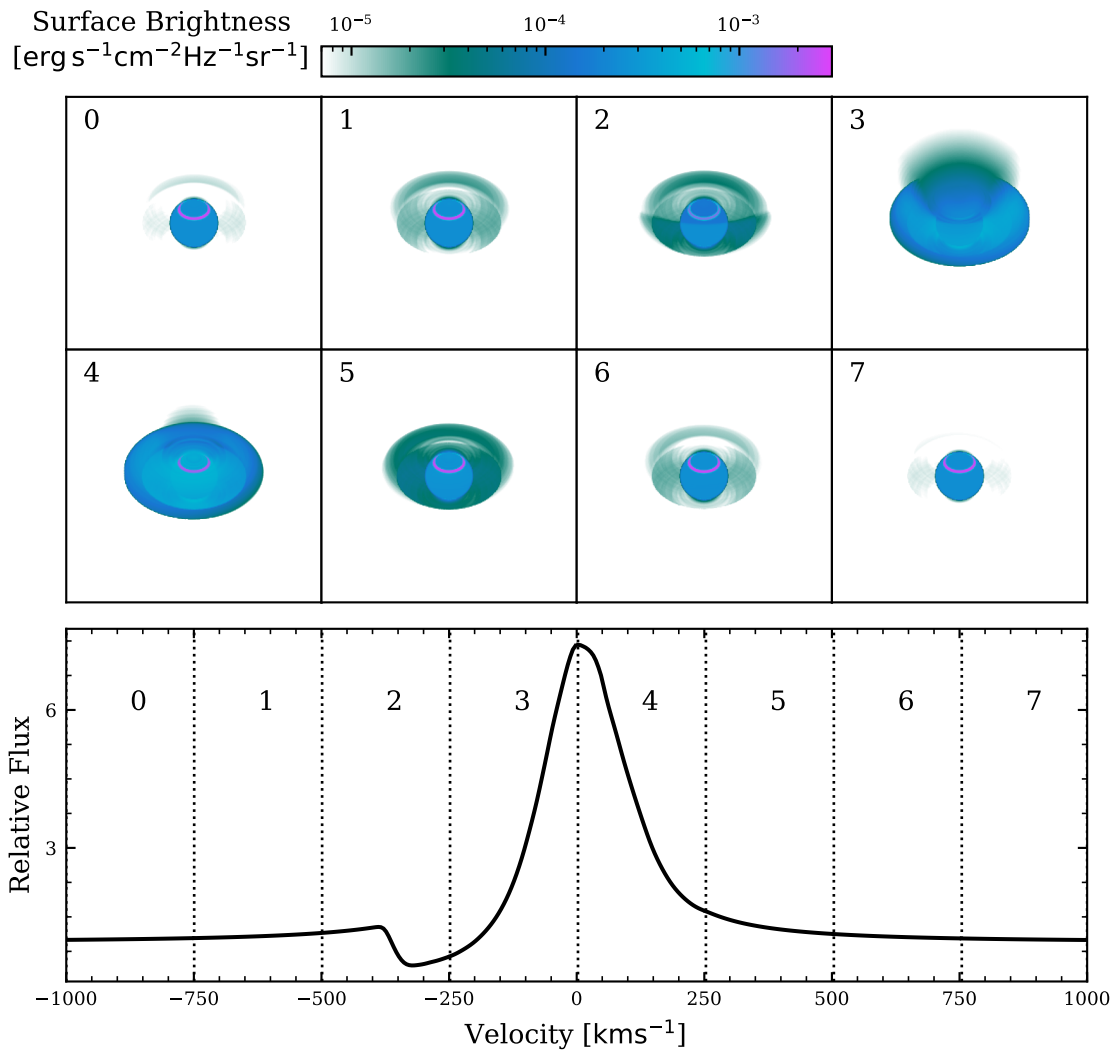 Surface Brightness
[erg s⁻¹cm⁻²Hz⁻¹sr⁻¹]
10⁻⁵ 10⁻⁴ 10⁻³
0 1 2 3
4 5 6 7
0 1 2 3 4 5 6 7
6
3
Relative Flux
−1000 −750 −500 −250 0 250 500 750 1000
Velocity [kms⁻¹]